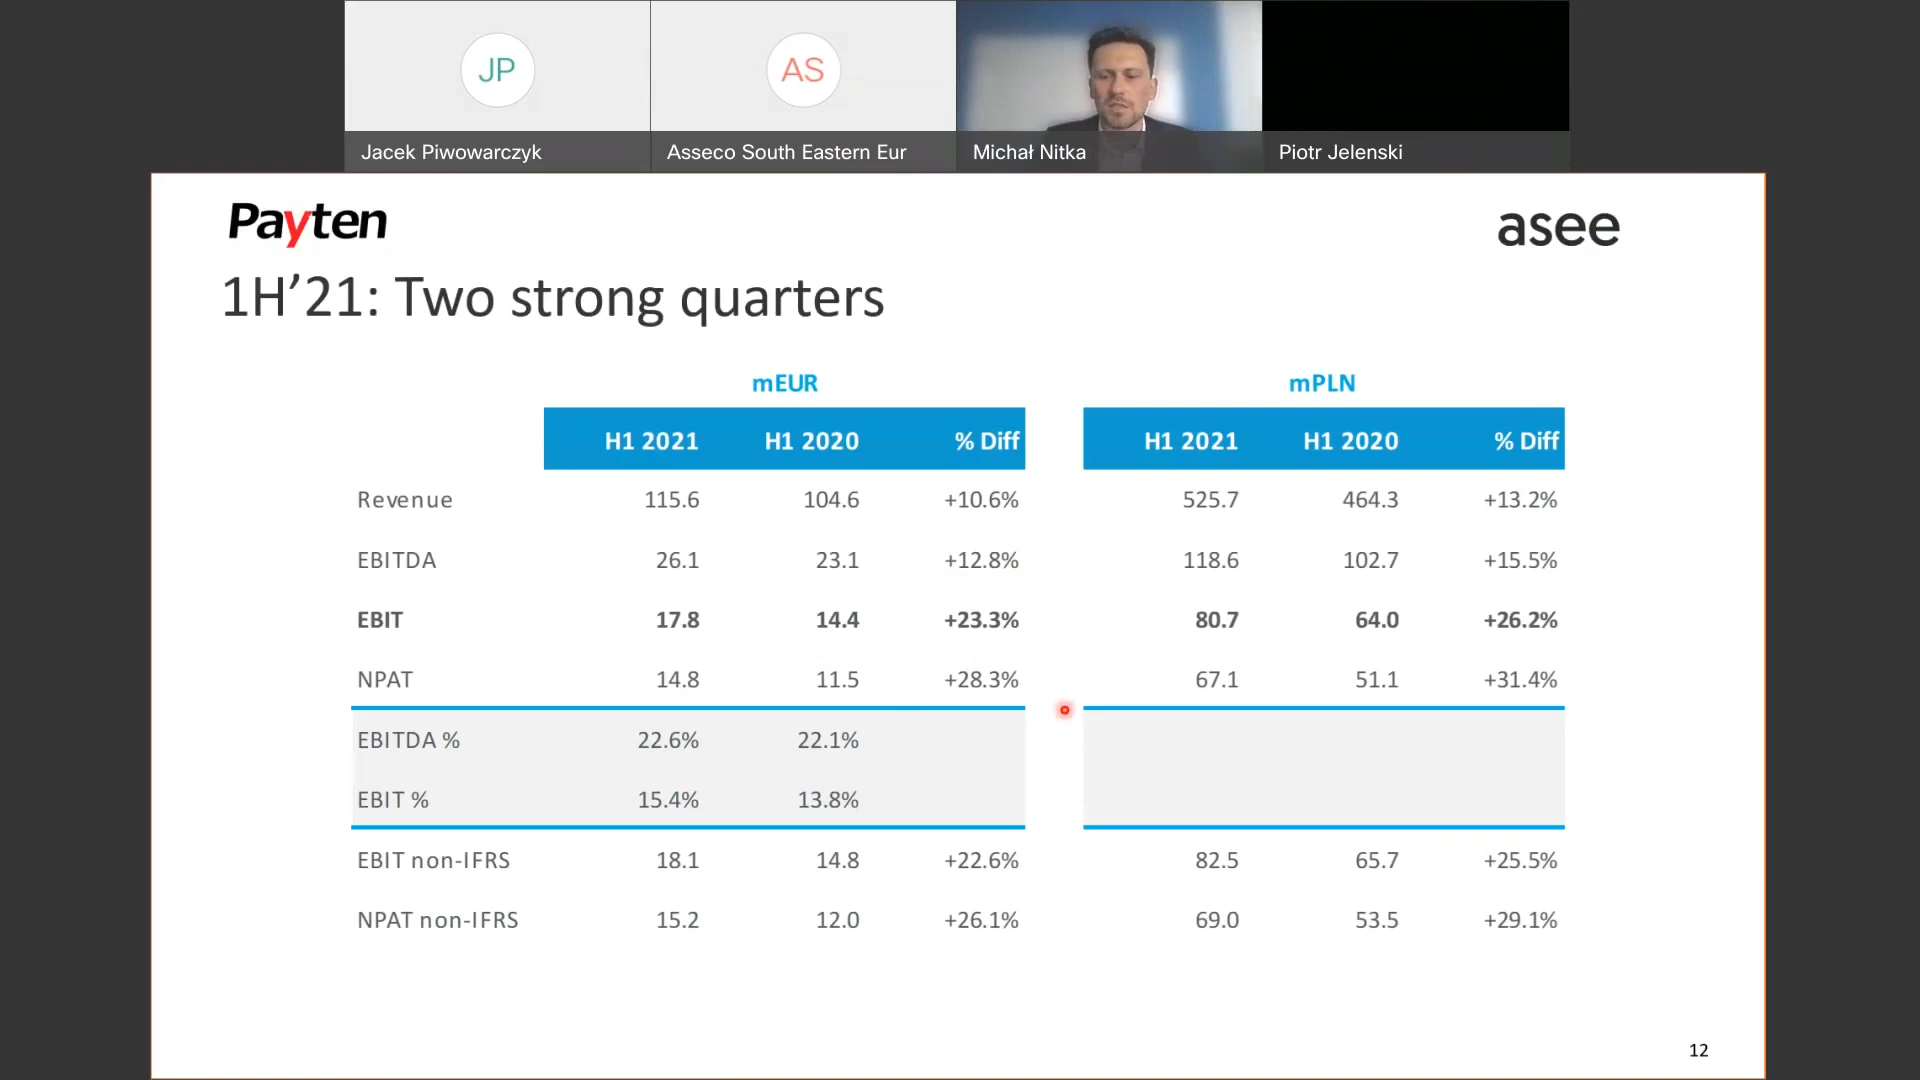 JP
AS
Jacek Piwowarczyk
Asseco South Eastern Eur
Michał Nitka
Piotr Jelenski
Payten
asee
1H’21: Two strong quarters
mEUR mPLN
H1 2021 H1 2020 % Diff H1 2021 H1 2020 % Diff
Revenue 115.6 104.6 +10.6% 525.7 464.3 +13.2%
EBITDA 26.1 23.1 +12.8% 118.6 102.7 +15.5%
EBIT 17.8 14.4 +23.3% 80.7 64.0 +26.2%
NPAT 14.8 11.5 +28.3% 67.1 51.1 +31.4%
EBITDA % 22.6% 22.1%
EBIT % 15.4% 13.8%
EBIT non-IFRS 18.1 14.8 +22.6% 82.5 65.7 +25.5%
NPAT non-IFRS 15.2 12.0 +26.1% 69.0 53.5 +29.1%
12